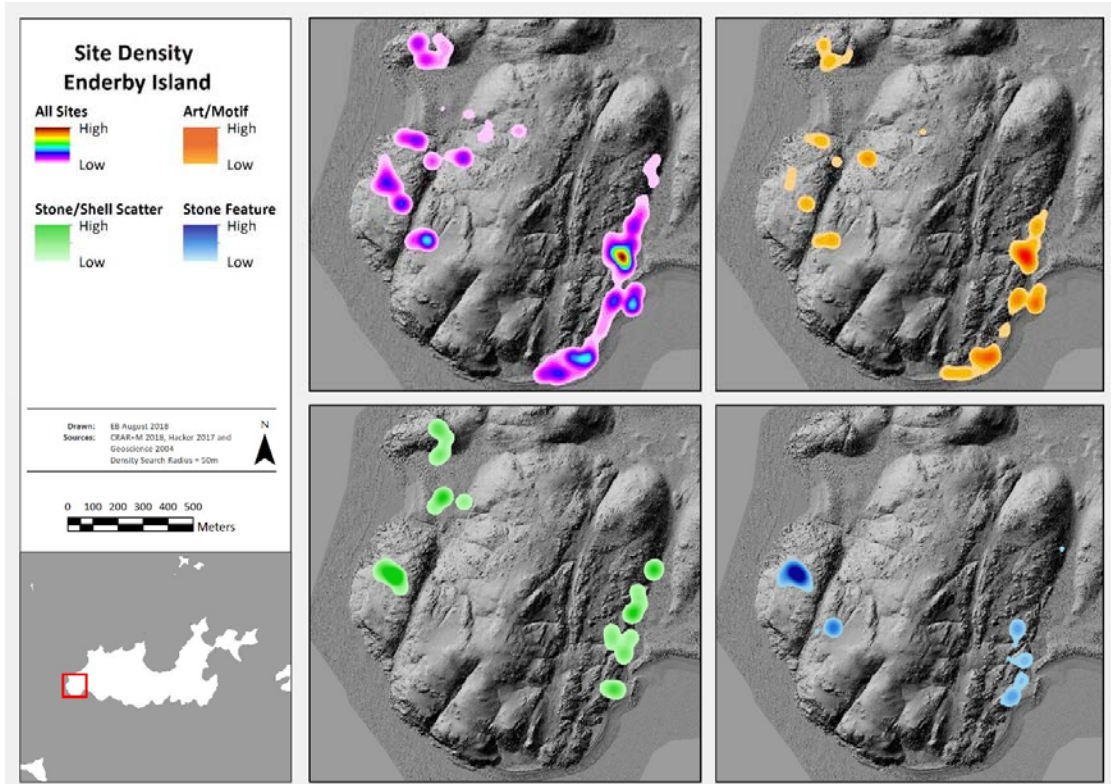 Site Density
Enderby Island
All Sites
High
Low
Art/Motif
High
Low
Stone/Shell Scatter
High
Low
Stone Feature
High
Low
Drawn: EB August 2018
Sources: CRAR+M 2018, Hacker 2017 and
Geoscience 2004
Density Search Radius = 50m
N
0 100 200 300 400 500
Meters